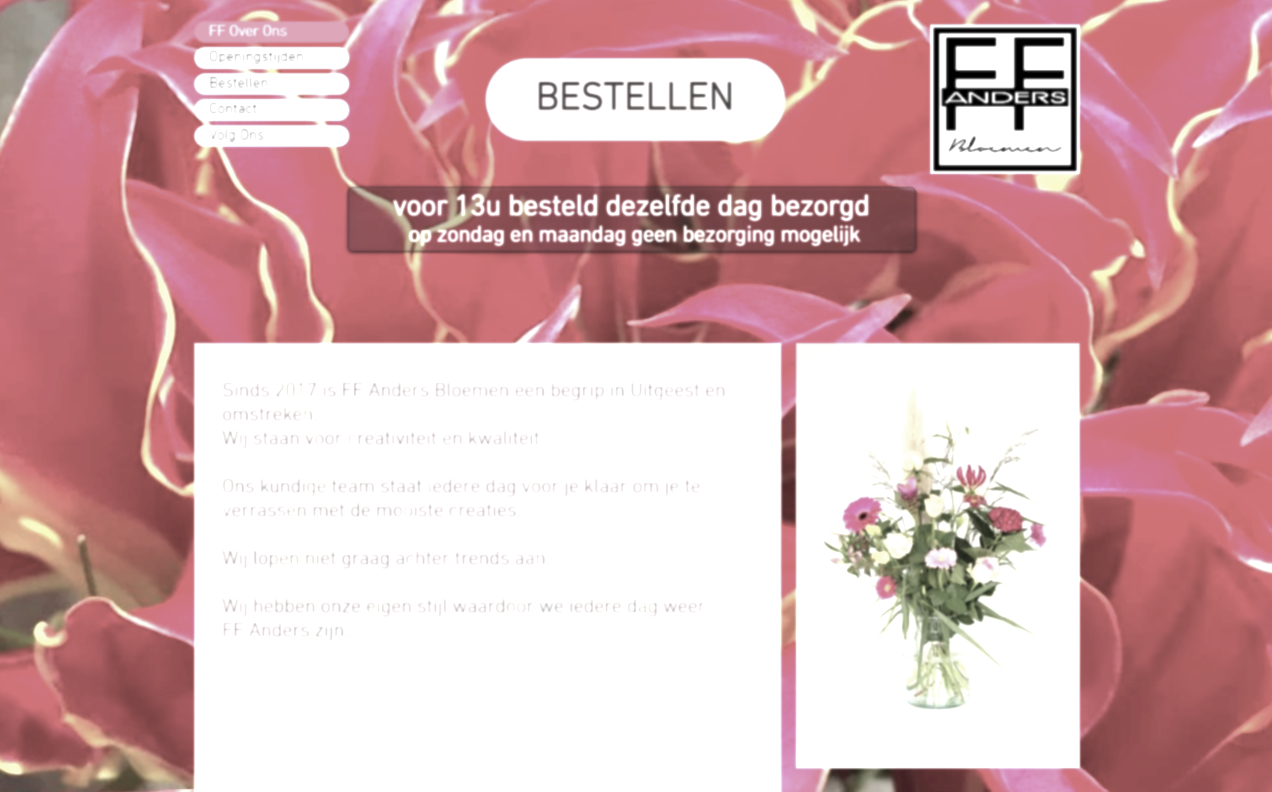 FF Over Ons
Openingstijden
Bestellen
Contact
Volg Ons
BESTELLEN
FF
ANDERS
FF
Bloemen
voor 13u besteld dezelfde dag bezorgd
op zondag en maandag geen bezorging mogelijk
Sinds 2017 is FF Anders Bloemen een begrip in Uitgeest en
omstreken.
Wij staan voor creativiteit en kwaliteit.
Ons kundige team staat iedere dag voor je klaar om je te
verrassen met de mooiste creaties.
Wij lopen niet graag achter trends aan.
Wij hebben onze eigen stijl waardoor we iedere dag weer
FF Anders zijn.